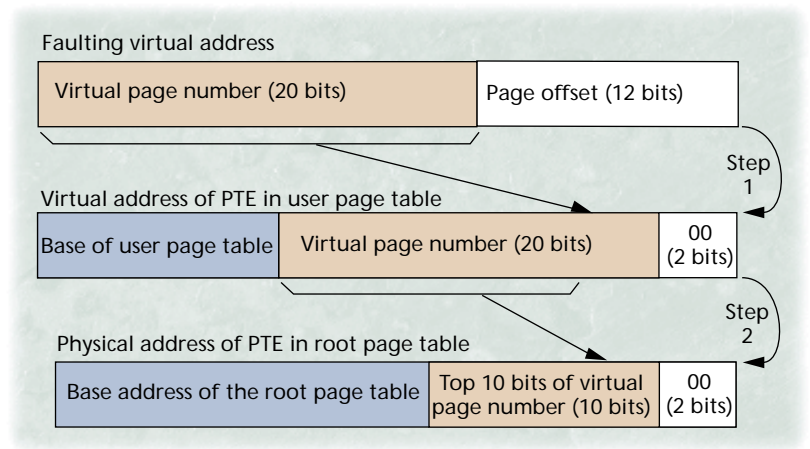 Faulting virtual address
Virtual page number (20 bits)
Page offset (12 bits)
Step
1
Virtual address of PTE in user page table
Base of user page table
Virtual page number (20 bits)
00
(2 bits)
Step
2
Physical address of PTE in root page table
Base address of the root page table
Top 10 bits of virtual
page number (10 bits)
00
(2 bits)